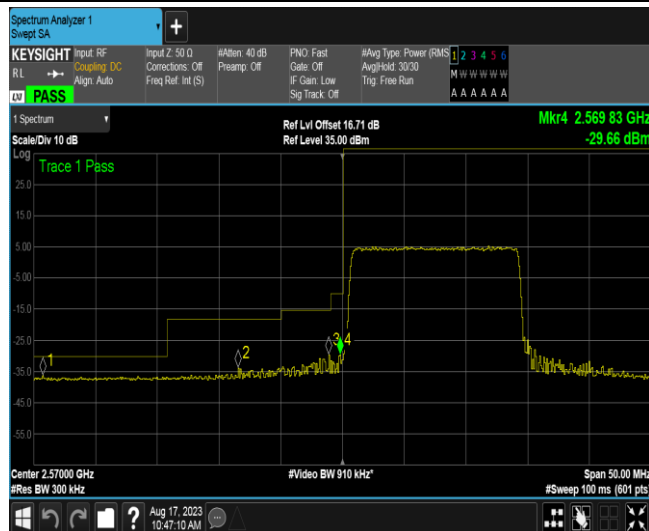 Spectrum Analyzer 1
Swept SA
+
KEYSIGHT
RL
LXI PASS
Input: RF
Coupling: DC
Align: Auto
Input Z: 50 Ω
Corrections: Off
Freq Ref: Int (S)
#Atten: 40 dB
Preamp: Off
PNO: Fast
Gate: Off
IF Gain: Low
Sig Track: Off
#Avg Type: Power (RMS
Avg|Hold: 30/30
Trig: Free Run
1 2 3 4 5 6
M W W W W W
A A A A A A
1 Spectrum
Scale/Div 10 dB
Ref Lvl Offset 16.71 dB
Ref Level 35.00 dBm
Mkr4 2.569 83 GHz
-29.66 dBm
Log
Trace 1 Pass
25.0
15.0
5.00
-5.00
-15.0
-25.0
-35.0
-45.0
-55.0
1
2
3
4
Center 2.57000 GHz
#Res BW 300 kHz
#Video BW 910 kHz*
Span 50.00 MHz
#Sweep 100 ms (601 pts)
?
Aug 17, 2023
10:47:10 AM